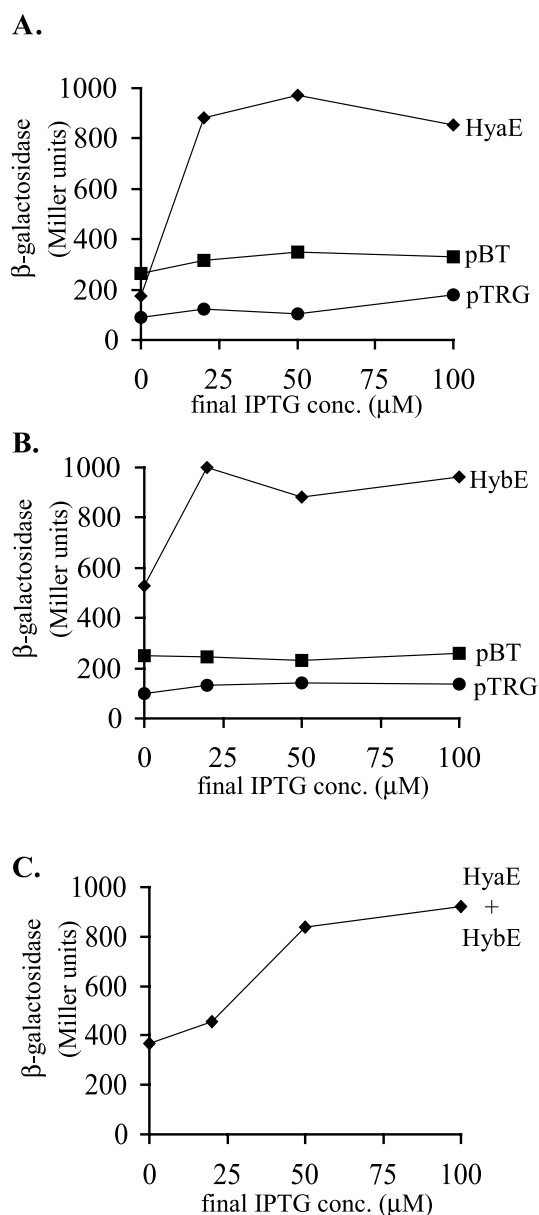 A.
1000
800
600
400
200
0
β-galactosidase
(Miller units)
HyaE
pBT
pTRG
0 25 50 75 100
final IPTG conc. (μM)
B.
1000
800
600
400
200
0
β-galactosidase
(Miller units)
HybE
pBT
pTRG
0 25 50 75 100
final IPTG conc. (μM)
C.
1000
800
600
400
200
0
β-galactosidase
(Miller units)
HyaE
+
HybE
0 25 50 75 100
final IPTG conc. (μM)